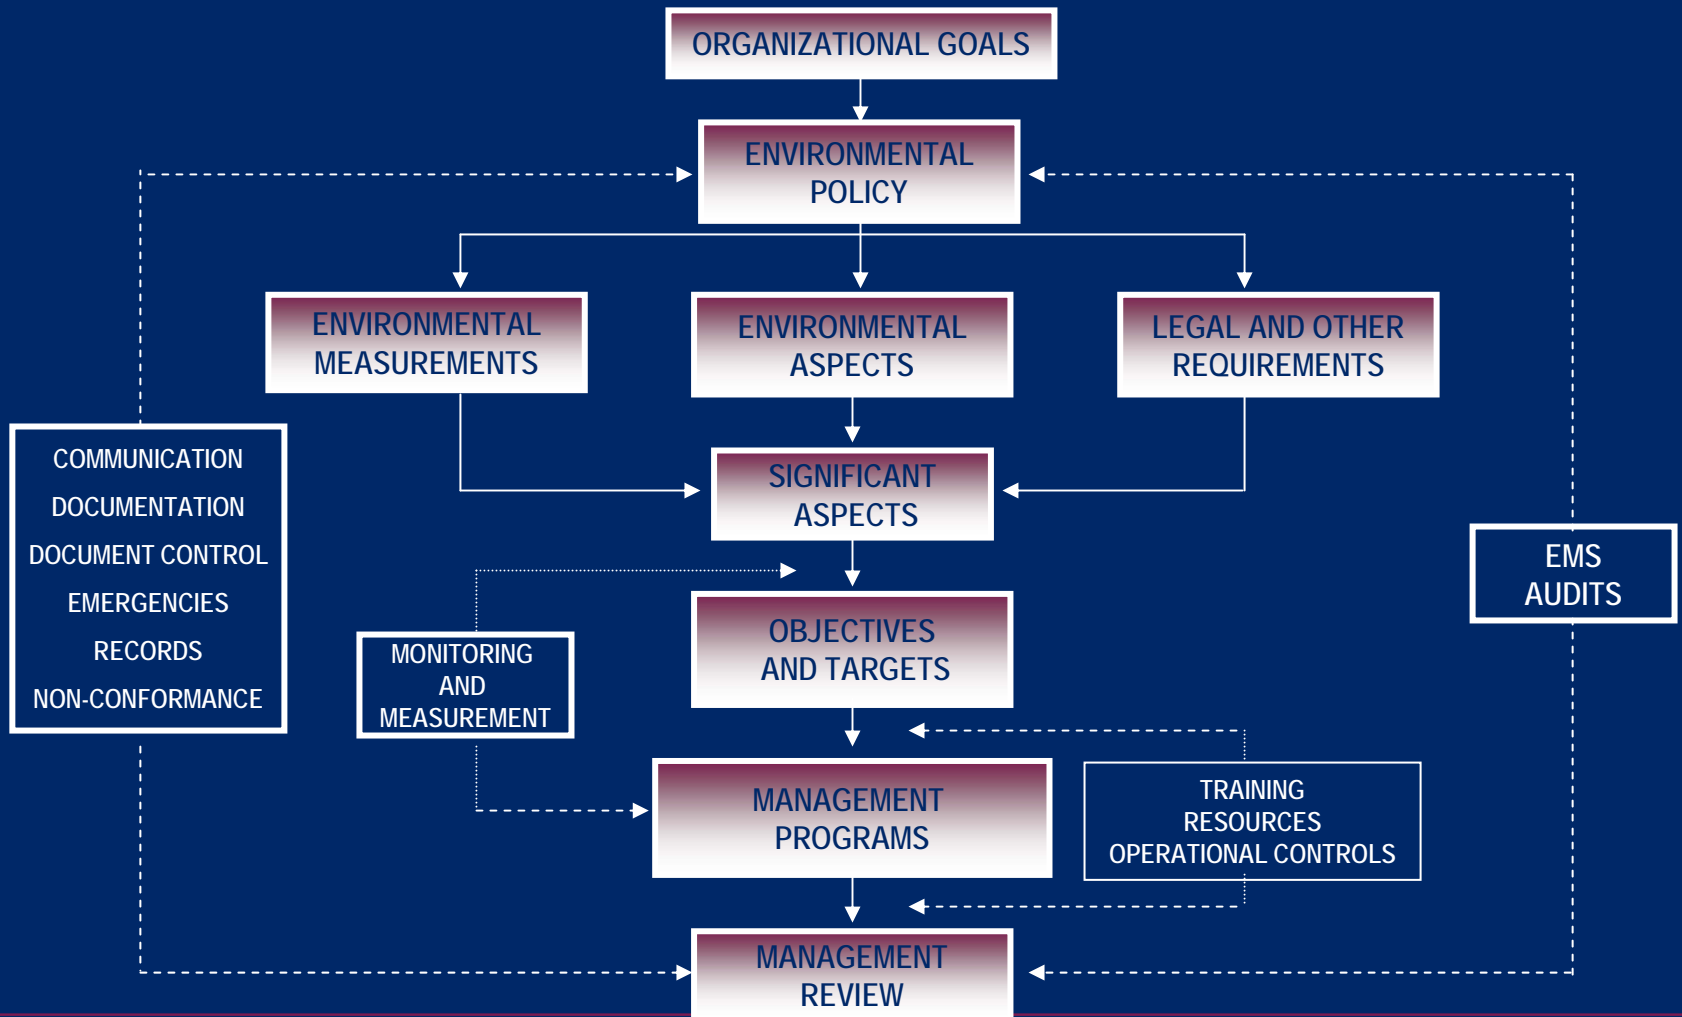 ORGANIZATIONAL GOALS
ENVIRONMENTAL
POLICY
ENVIRONMENTAL
MEASUREMENTS
ENVIRONMENTAL
ASPECTS
LEGAL AND OTHER
REQUIREMENTS
COMMUNICATION
DOCUMENTATION
DOCUMENT CONTROL
EMERGENCIES
RECORDS
NON-CONFORMANCE
SIGNIFICANT
ASPECTS
EMS
AUDITS
MONITORING
AND
MEASUREMENT
OBJECTIVES
AND TARGETS
MANAGEMENT
PROGRAMS
TRAINING
RESOURCES
OPERATIONAL CONTROLS
MANAGEMENT
REVIEW